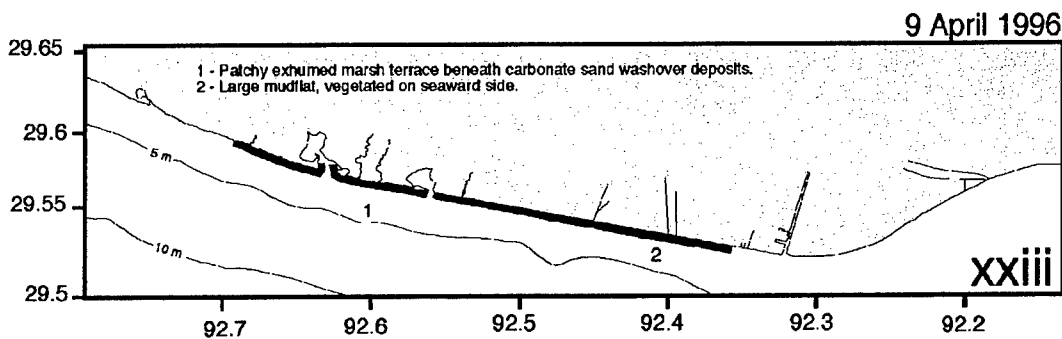 9 April 1996
29.65
1 - Patchy exhumed marsh terrace beneath carbonate sand washover deposits.
2 - Large mudflat, vegetated on seaward side.
29.6
5 m
29.55
1
10 m
2
xxiii
29.5
92.7 92.6 92.5 92.4 92.3 92.2